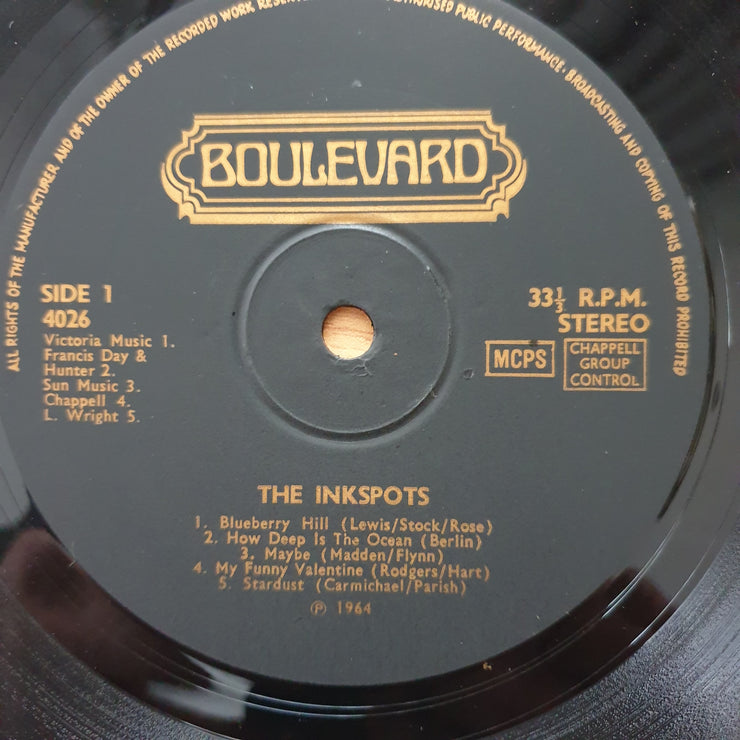 ALL RIGHTS OF THE MANUFACTURER AND OF THE OWNER OF THE RECORDED WORK
PUBLIC PERFORMANCE · BROADCASTING AND COPYING OF THIS RECORD PROHIBITED
BOULEVARD
SIDE 1
4026
Victoria Music 1.
Francis Day &
Hunter 2.
Sun Music 3.
Chappell 4.
L. Wright 5.
33⅓ R.P.M.
STEREO
MCPS
CHAPPELL
GROUP
CONTROL
THE INKSPOTS
1. Blueberry Hill (Lewis/Stock/Rose)
2. How Deep Is The Ocean (Berlin)
3. Maybe (Madden/Flynn)
4. My Funny Valentine (Rodgers/Hart)
5. Stardust (Carmichael/Parish)
℗ 1964